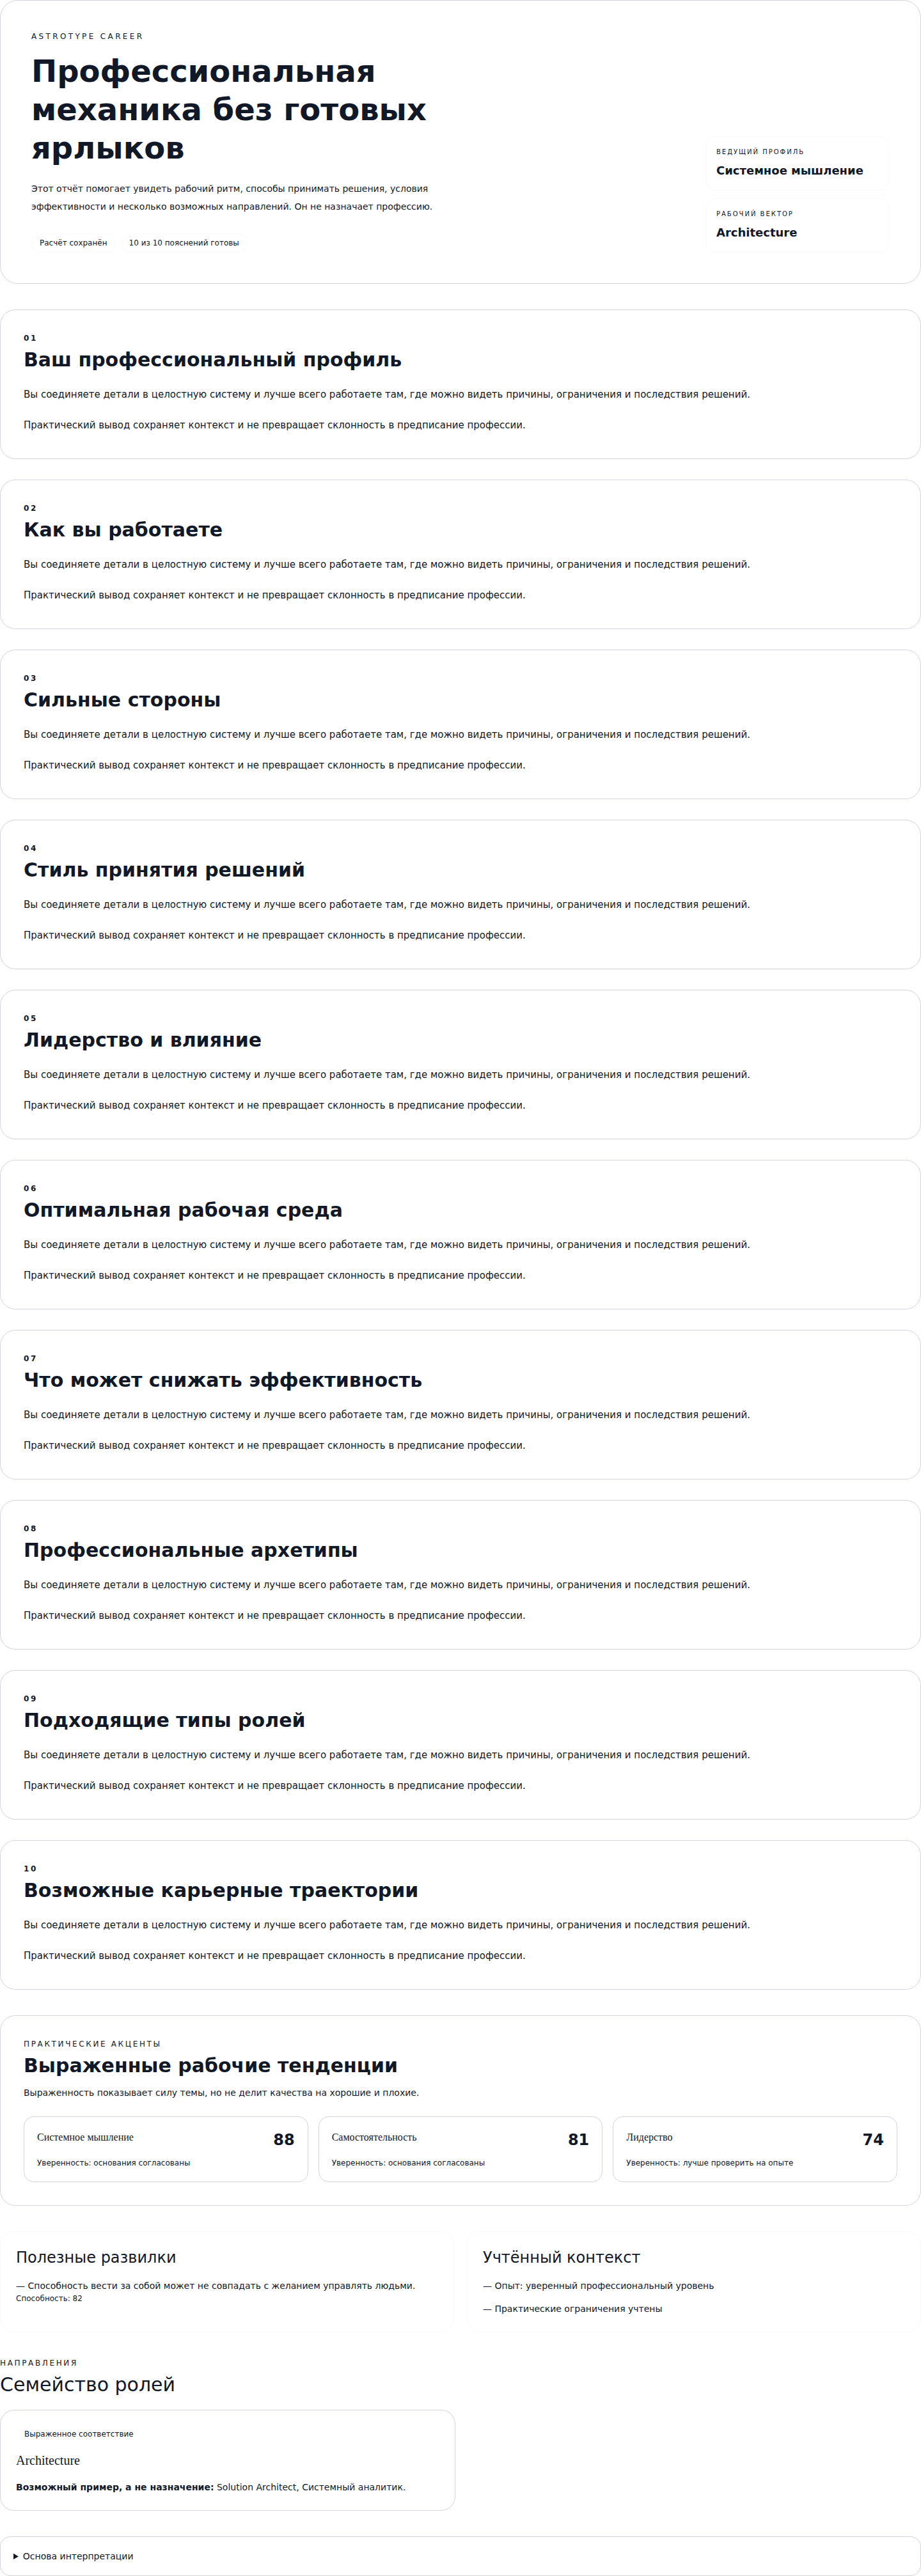 ASTROTYPE CAREER
Профессиональная
механика без готовых
ярлыков
Этот отчёт помогает увидеть рабочий ритм, способы принимать решения, условия
эффективности и несколько возможных направлений. Он не назначает профессию.
Расчёт сохранён
10 из 10 пояснений готовы
ВЕДУЩИЙ ПРОФИЛЬ
Системное мышление
РАБОЧИЙ ВЕКТОР
Architecture
01
Ваш профессиональный профиль
Вы соединяете детали в целостную систему и лучше всего работаете там, где можно видеть причины, ограничения и последствия решений.
Практический вывод сохраняет контекст и не превращает склонность в предписание профессии.
02
Как вы работаете
Вы соединяете детали в целостную систему и лучше всего работаете там, где можно видеть причины, ограничения и последствия решений.
Практический вывод сохраняет контекст и не превращает склонность в предписание профессии.
03
Сильные стороны
Вы соединяете детали в целостную систему и лучше всего работаете там, где можно видеть причины, ограничения и последствия решений.
Практический вывод сохраняет контекст и не превращает склонность в предписание профессии.
04
Стиль принятия решений
Вы соединяете детали в целостную систему и лучше всего работаете там, где можно видеть причины, ограничения и последствия решений.
Практический вывод сохраняет контекст и не превращает склонность в предписание профессии.
05
Лидерство и влияние
Вы соединяете детали в целостную систему и лучше всего работаете там, где можно видеть причины, ограничения и последствия решений.
Практический вывод сохраняет контекст и не превращает склонность в предписание профессии.
06
Оптимальная рабочая среда
Вы соединяете детали в целостную систему и лучше всего работаете там, где можно видеть причины, ограничения и последствия решений.
Практический вывод сохраняет контекст и не превращает склонность в предписание профессии.
07
Что может снижать эффективность
Вы соединяете детали в целостную систему и лучше всего работаете там, где можно видеть причины, ограничения и последствия решений.
Практический вывод сохраняет контекст и не превращает склонность в предписание профессии.
08
Профессиональные архетипы
Вы соединяете детали в целостную систему и лучше всего работаете там, где можно видеть причины, ограничения и последствия решений.
Практический вывод сохраняет контекст и не превращает склонность в предписание профессии.
09
Подходящие типы ролей
Вы соединяете детали в целостную систему и лучше всего работаете там, где можно видеть причины, ограничения и последствия решений.
Практический вывод сохраняет контекст и не превращает склонность в предписание профессии.
10
Возможные карьерные траектории
Вы соединяете детали в целостную систему и лучше всего работаете там, где можно видеть причины, ограничения и последствия решений.
Практический вывод сохраняет контекст и не превращает склонность в предписание профессии.
ПРАКТИЧЕСКИЕ АКЦЕНТЫ
Выраженные рабочие тенденции
Выраженность показывает силу темы, но не делит качества на хорошие и плохие.
Системное мышление
88
Уверенность: основания согласованы
Самостоятельность
81
Уверенность: основания согласованы
Лидерство
74
Уверенность: лучше проверить на опыте
Полезные развилки
— Способность вести за собой может не совпадать с желанием управлять людьми.
Способность: 82
Учтённый контекст
— Опыт: уверенный профессиональный уровень
— Практические ограничения учтены
НАПРАВЛЕНИЯ
Семейство ролей
Выраженное соответствие
Architecture
Возможный пример, а не назначение: Solution Architect, Системный аналитик.
Основа интерпретации